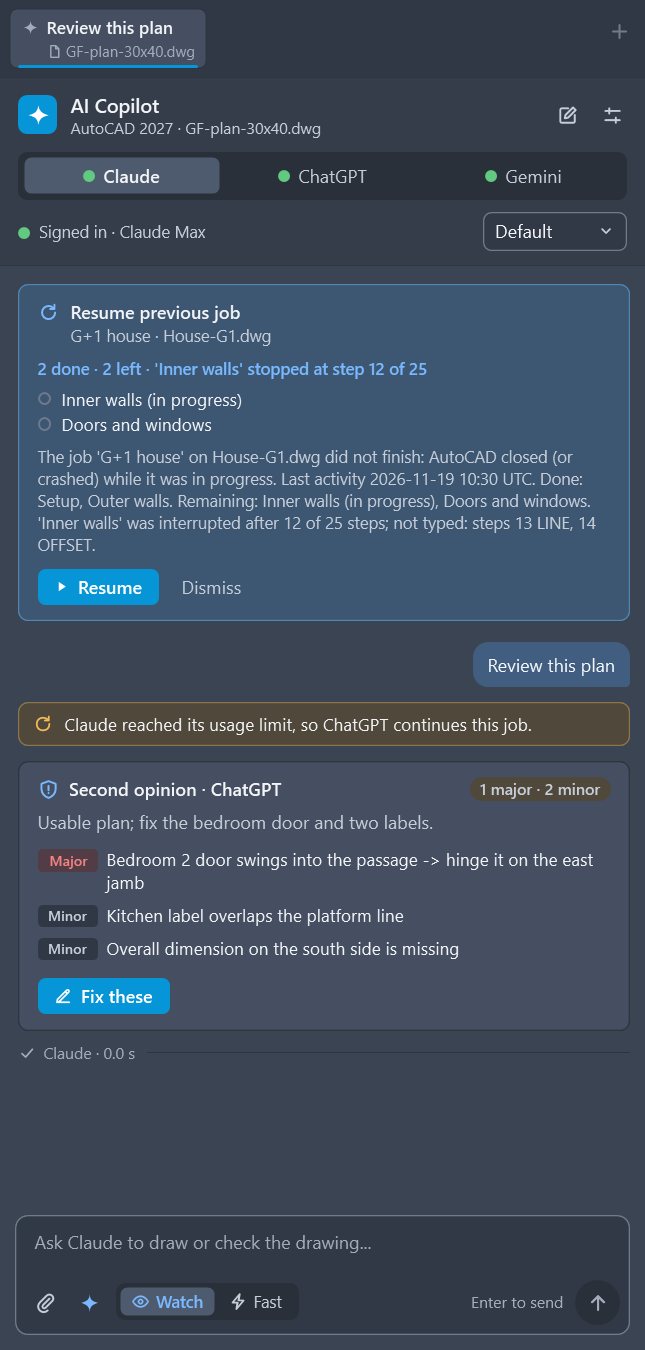 Review this plan
GF-plan-30x40.dwg
AI Copilot
AutoCAD 2027 · GF-plan-30x40.dwg
Claude
ChatGPT
Gemini
Signed in · Claude Max
Default
Resume previous job
G+1 house · House-G1.dwg
2 done · 2 left · 'Inner walls' stopped at step 12 of 25
Inner walls (in progress)
Doors and windows
The job 'G+1 house' on House-G1.dwg did not finish: AutoCAD closed (or
crashed) while it was in progress. Last activity 2026-11-19 10:30 UTC. Done:
Setup, Outer walls. Remaining: Inner walls (in progress), Doors and windows.
'Inner walls' was interrupted after 12 of 25 steps; not typed: steps 13 LINE, 14
OFFSET.
Resume
Dismiss
Review this plan
Claude reached its usage limit, so ChatGPT continues this job.
Second opinion · ChatGPT
1 major · 2 minor
Usable plan; fix the bedroom door and two labels.
Major
Bedroom 2 door swings into the passage -> hinge it on the east
jamb
Minor
Kitchen label overlaps the platform line
Minor
Overall dimension on the south side is missing
Fix these
Claude · 0.0 s
Ask Claude to draw or check the drawing...
Watch
Fast
Enter to send